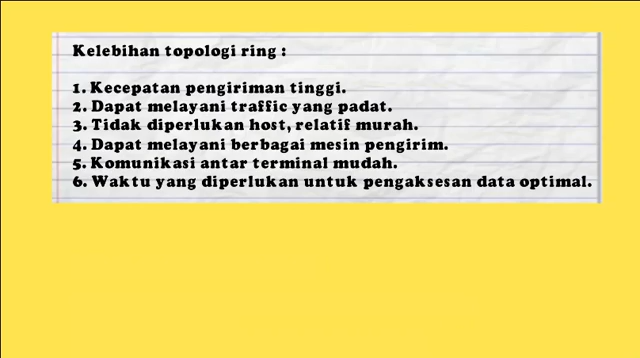 Kelebihan topologi ring :
1. Kecepatan pengiriman tinggi.
2. Dapat melayani traffic yang padat.
3. Tidak diperlukan host, relatif murah.
4. Dapat melayani berbagai mesin pengirim.
5. Komunikasi antar terminal mudah.
6. Waktu yang diperlukan untuk pengaksesan data optimal.